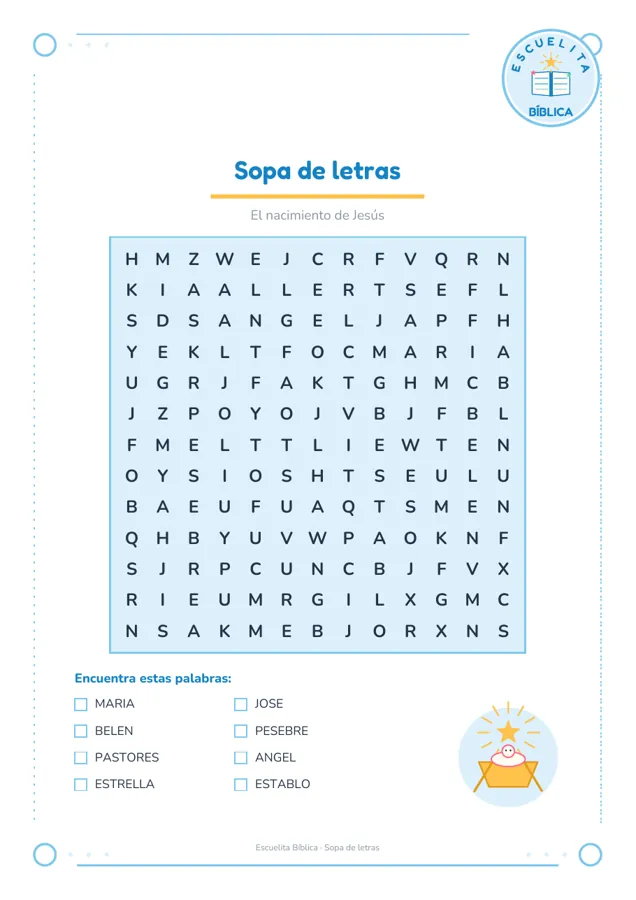 ESCUELITA
BÍBLICA
Sopa de letras
El nacimiento de Jesús
H M Z W E J C R F V Q R N
K I A A L L E R T S E F L
S D S A N G E L J A P F H
Y E K L T F O C M A R I A
U G R J F A K T G H M C B
J Z P O Y O J V B J F B L
F M E L T T L I E W T E N
O Y S I O S H T S E U L U
B A E U F U A Q T S M E N
Q H B Y U V W P A O K N F
S J R P C U N C B J F V X
R I E U M R G I L X G M C
N S A K M E B J O R X N S
Encuentra estas palabras:
MARIA JOSE
BELEN PESEBRE
PASTORES ANGEL
ESTRELLA ESTABLO
Escuelita Bíblica · Sopa de letras